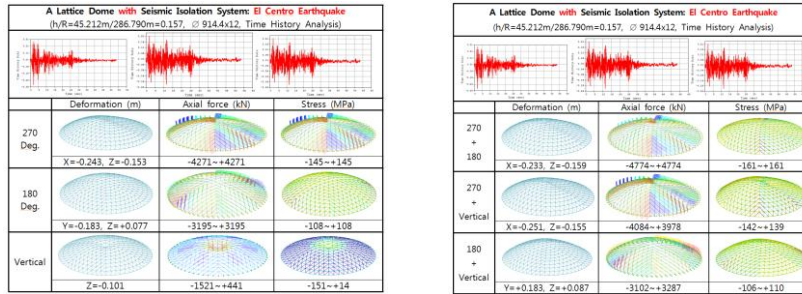 A Lattice Dome with Seismic Isolation System: El Centro Earthquake
(h/R=45.212m/286.790m=0.157, ∅ 914.4x12, Time History Analysis)
Deformation (m) Axial force (kN) Stress (MPa)
270 Deg.
X=-0.243, Z=-0.153 -4271~+4271 -145~+145
180 Deg.
Y=-0.183, Z=+0.077 -3195~+3195 -108~+108
Vertical
Z=-0.101 -1521~+441 -151~+14
A Lattice Dome with Seismic Isolation System: El Centro Earthquake
(h/R=45.212m/286.790m=0.157, ∅ 914.4x12, Time History Analysis)
Deformation (m) Axial force (kN) Stress (MPa)
270
+
180
X=-0.233, Z=-0.159 -4774~+4774 -161~+161
270
+
Vertical
X=-0.251, Z=-0.155 -4084~+3978 -142~+139
180
+
Vertical
Y=+0.183, Z=+0.087 -3102~+3287 -106~+110